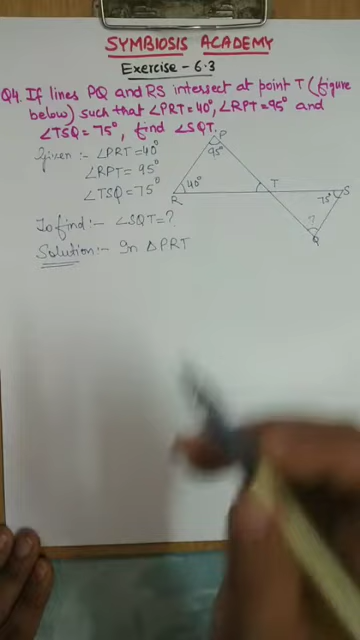 SYMBIOSIS ACADEMY
Exercise - 6.3
Q4. If lines PQ and RS intersect at point T (figure
below) such that ∠PRT = 40°, ∠RPT = 95° and
∠TSQ = 75°, find ∠SQT.
Given :- ∠PRT = 40°
∠RPT = 95°
∠TSQ = 75°
To find :- ∠SQT = ?
Solution :- In △PRT
P
95°
40°
R
T
S
75°
?
Q